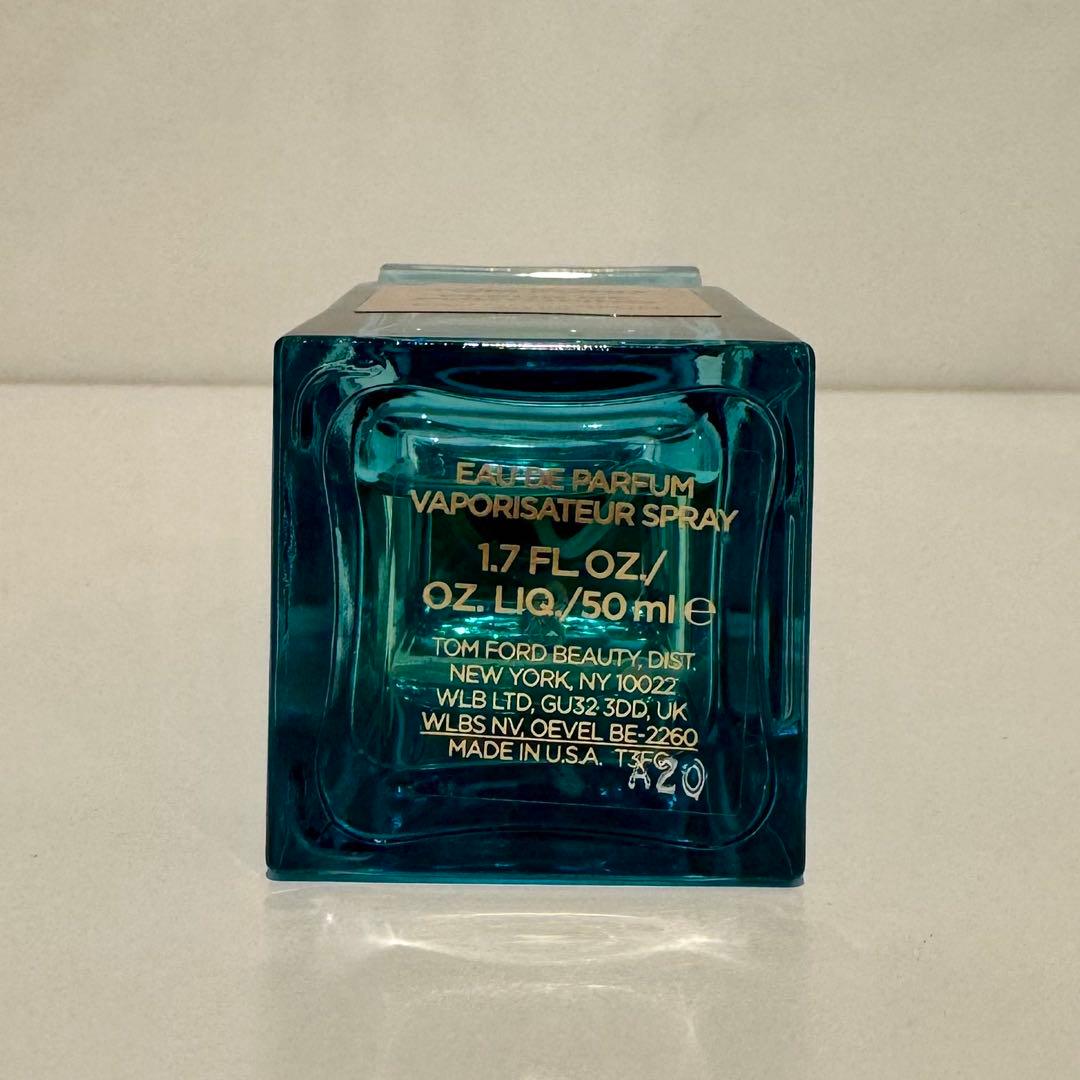 EAU DE PARFUM
VAPORISATEUR SPRAY
1.7 FL OZ./
OZ. LIQ./50 ml ℮
TOM FORD BEAUTY, DIST.
NEW YORK, NY 10022
WLB LTD, GU32 3DD, UK
WLBS NV, OEVEL BE-2260
MADE IN U.S.A.
A20